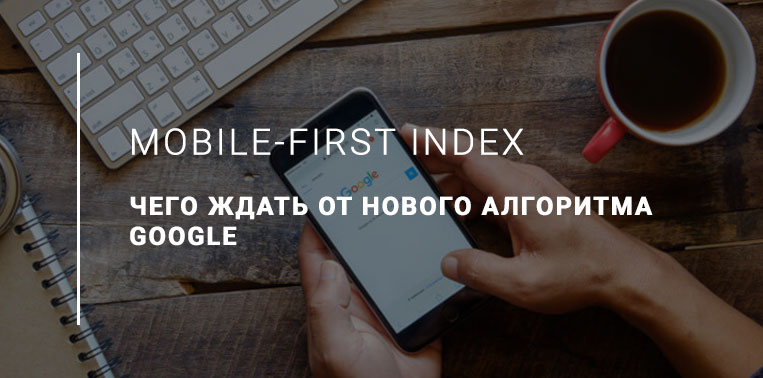 MOBILE-FIRST INDEX
ЧЕГО ЖДАТЬ ОТ НОВОГО АЛГОРИТМА
GOOGLE
Google